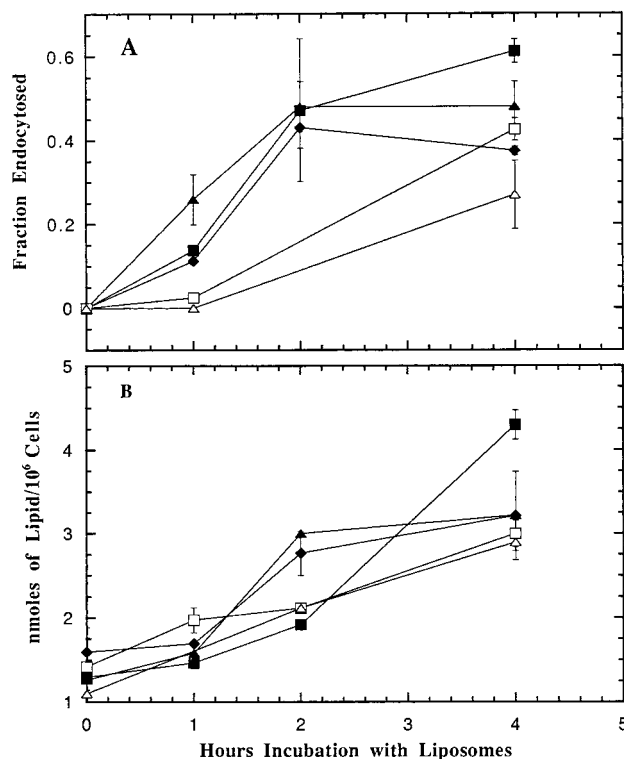 A
0.6
0.4
0.2
0
Fraction Endocytosed
B
5
4
3
2
1
nmoles of Lipid/10⁶ Cells
0 1 2 3 4 5
Hours Incubation with Liposomes